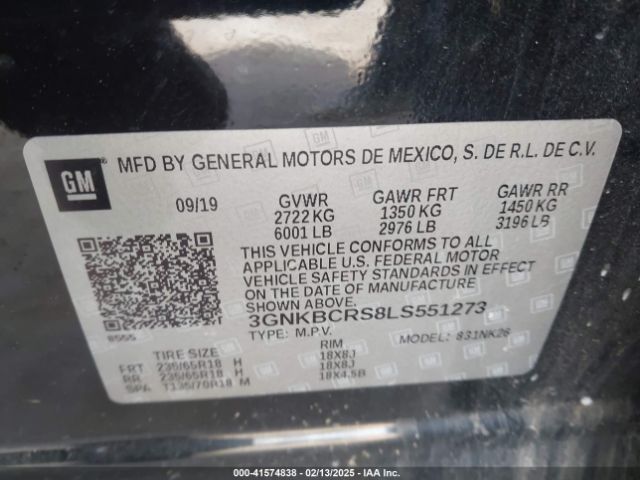 GM
MFD BY GENERAL MOTORS DE MEXICO, S. DE R.L. DE C.V.
09/19 GVWR GAWR FRT GAWR RR
2722 KG 1350 KG 1450 KG
6001 LB 2976 LB 3196 LB
THIS VEHICLE CONFORMS TO ALL
APPLICABLE U.S. FEDERAL MOTOR
VEHICLE SAFETY STANDARDS IN EFFECT
ON THE DATE OF MANUFACTURE
SHOWN ABOVE.
3GNKBCRS8LS551273
TYPE: M.P.V. MODEL: 831NK26
TIRE SIZE RIM
FRT 235/65R18 H 18X8J
RR 235/65R18 H 18X8J
SPA T135/70R18 M 18X4.5B
000-41574838 - 02/13/2025 - IAA Inc.